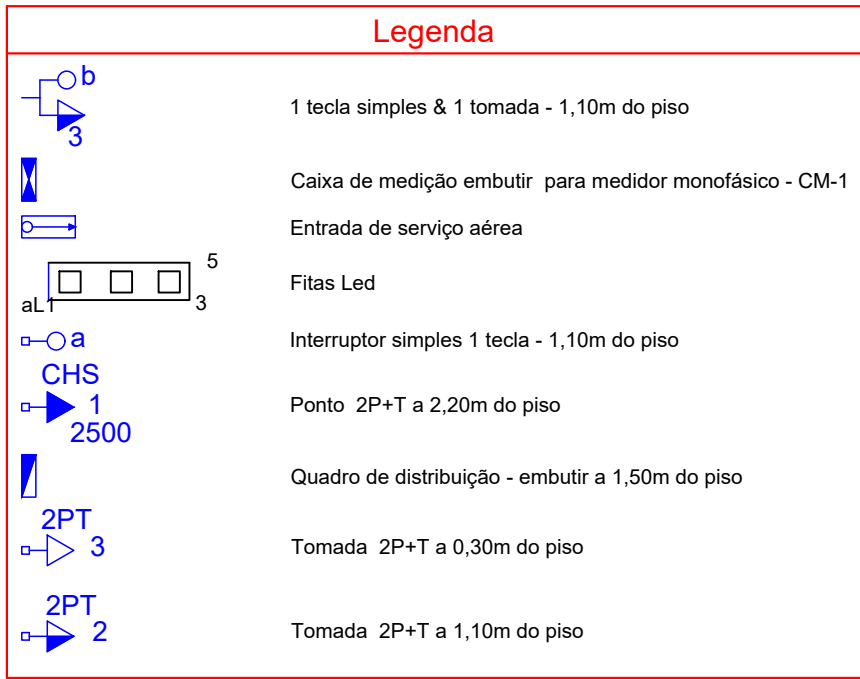 Legenda
b
3
1 tecla simples & 1 tomada - 1,10m do piso
Caixa de medição embutir para medidor monofásico - CM-1
Entrada de serviço aérea
5
aL1
3
Fitas Led
a
Interruptor simples 1 tecla - 1,10m do piso
CHS
1
2500
Ponto 2P+T a 2,20m do piso
Quadro de distribuição - embutir a 1,50m do piso
2PT
3
Tomada 2P+T a 0,30m do piso
2PT
2
Tomada 2P+T a 1,10m do piso